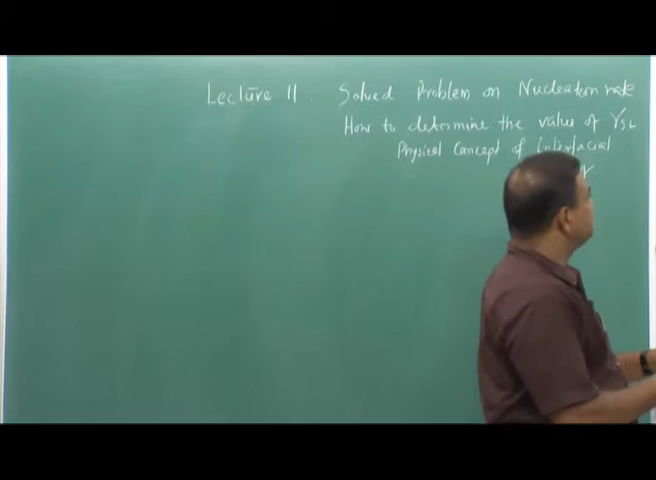 Lecture 11. Solved Problem on Nucleation rate
How to determine the value of γSL
Physical Concept of Interfacial